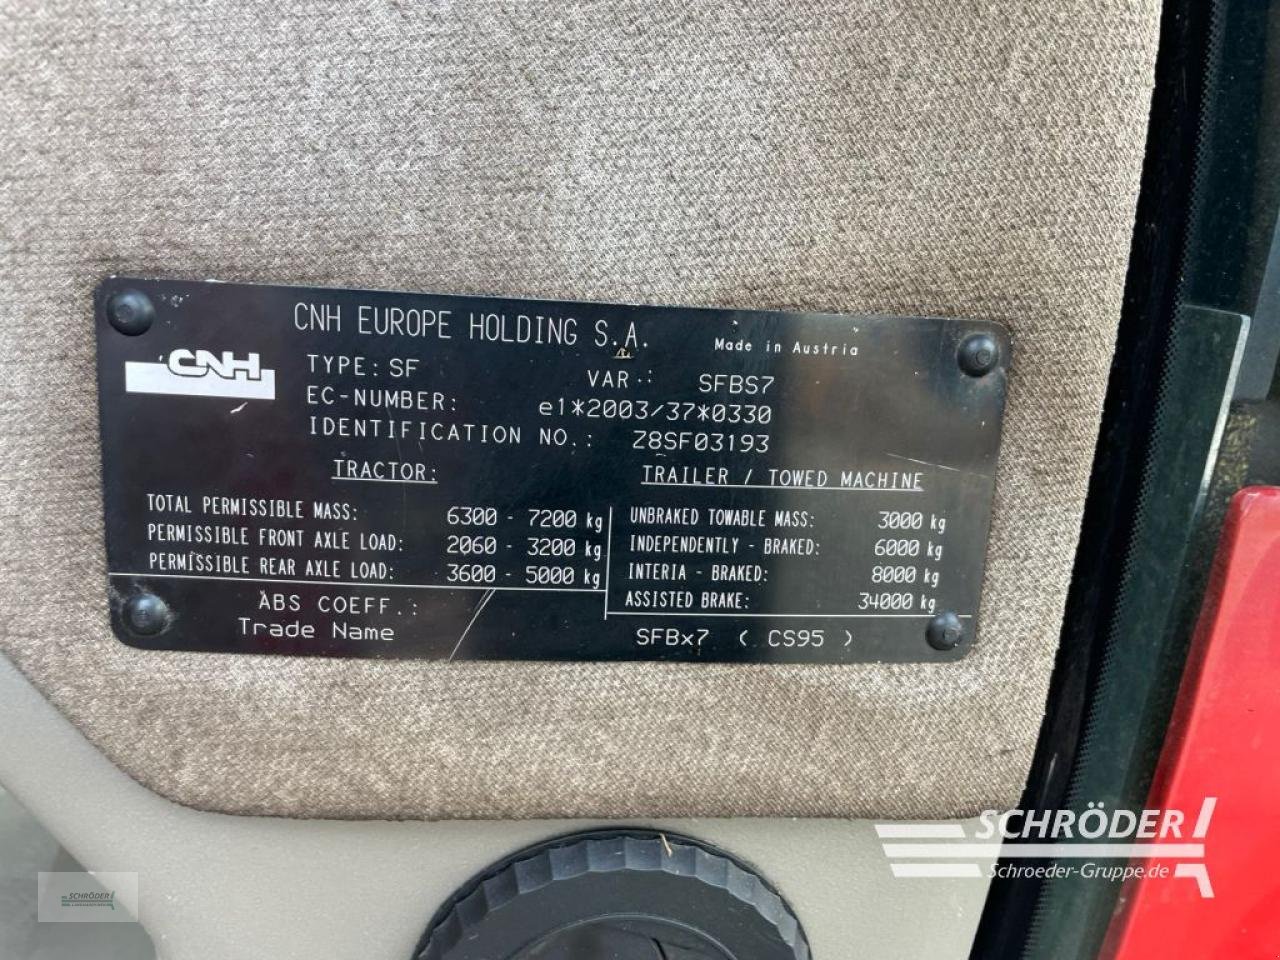 CNH EUROPE HOLDING S.A.
Made in Austria
CNH
TYPE: SF
VAR.: SFBS7
EC-NUMBER: e1*2003/37*0330
IDENTIFICATION NO.: Z8SF03193
TRACTOR:
TOTAL PERMISSIBLE MASS: 6300 - 7200 kg
PERMISSIBLE FRONT AXLE LOAD: 2060 - 3200 kg
PERMISSIBLE REAR AXLE LOAD: 3600 - 5000 kg
TRAILER / TOWED MACHINE
UNBRAKED TOWABLE MASS: 3000 kg
INDEPENDENTLY - BRAKED: 6000 kg
INTERIA - BRAKED: 8000 kg
ASSISTED BRAKE: 34000 kg
ABS COEFF.:
Trade Name SFBx7 ( CS95 )
SCHRÖDER
Schroeder-Gruppe.de
SCHRÖDER